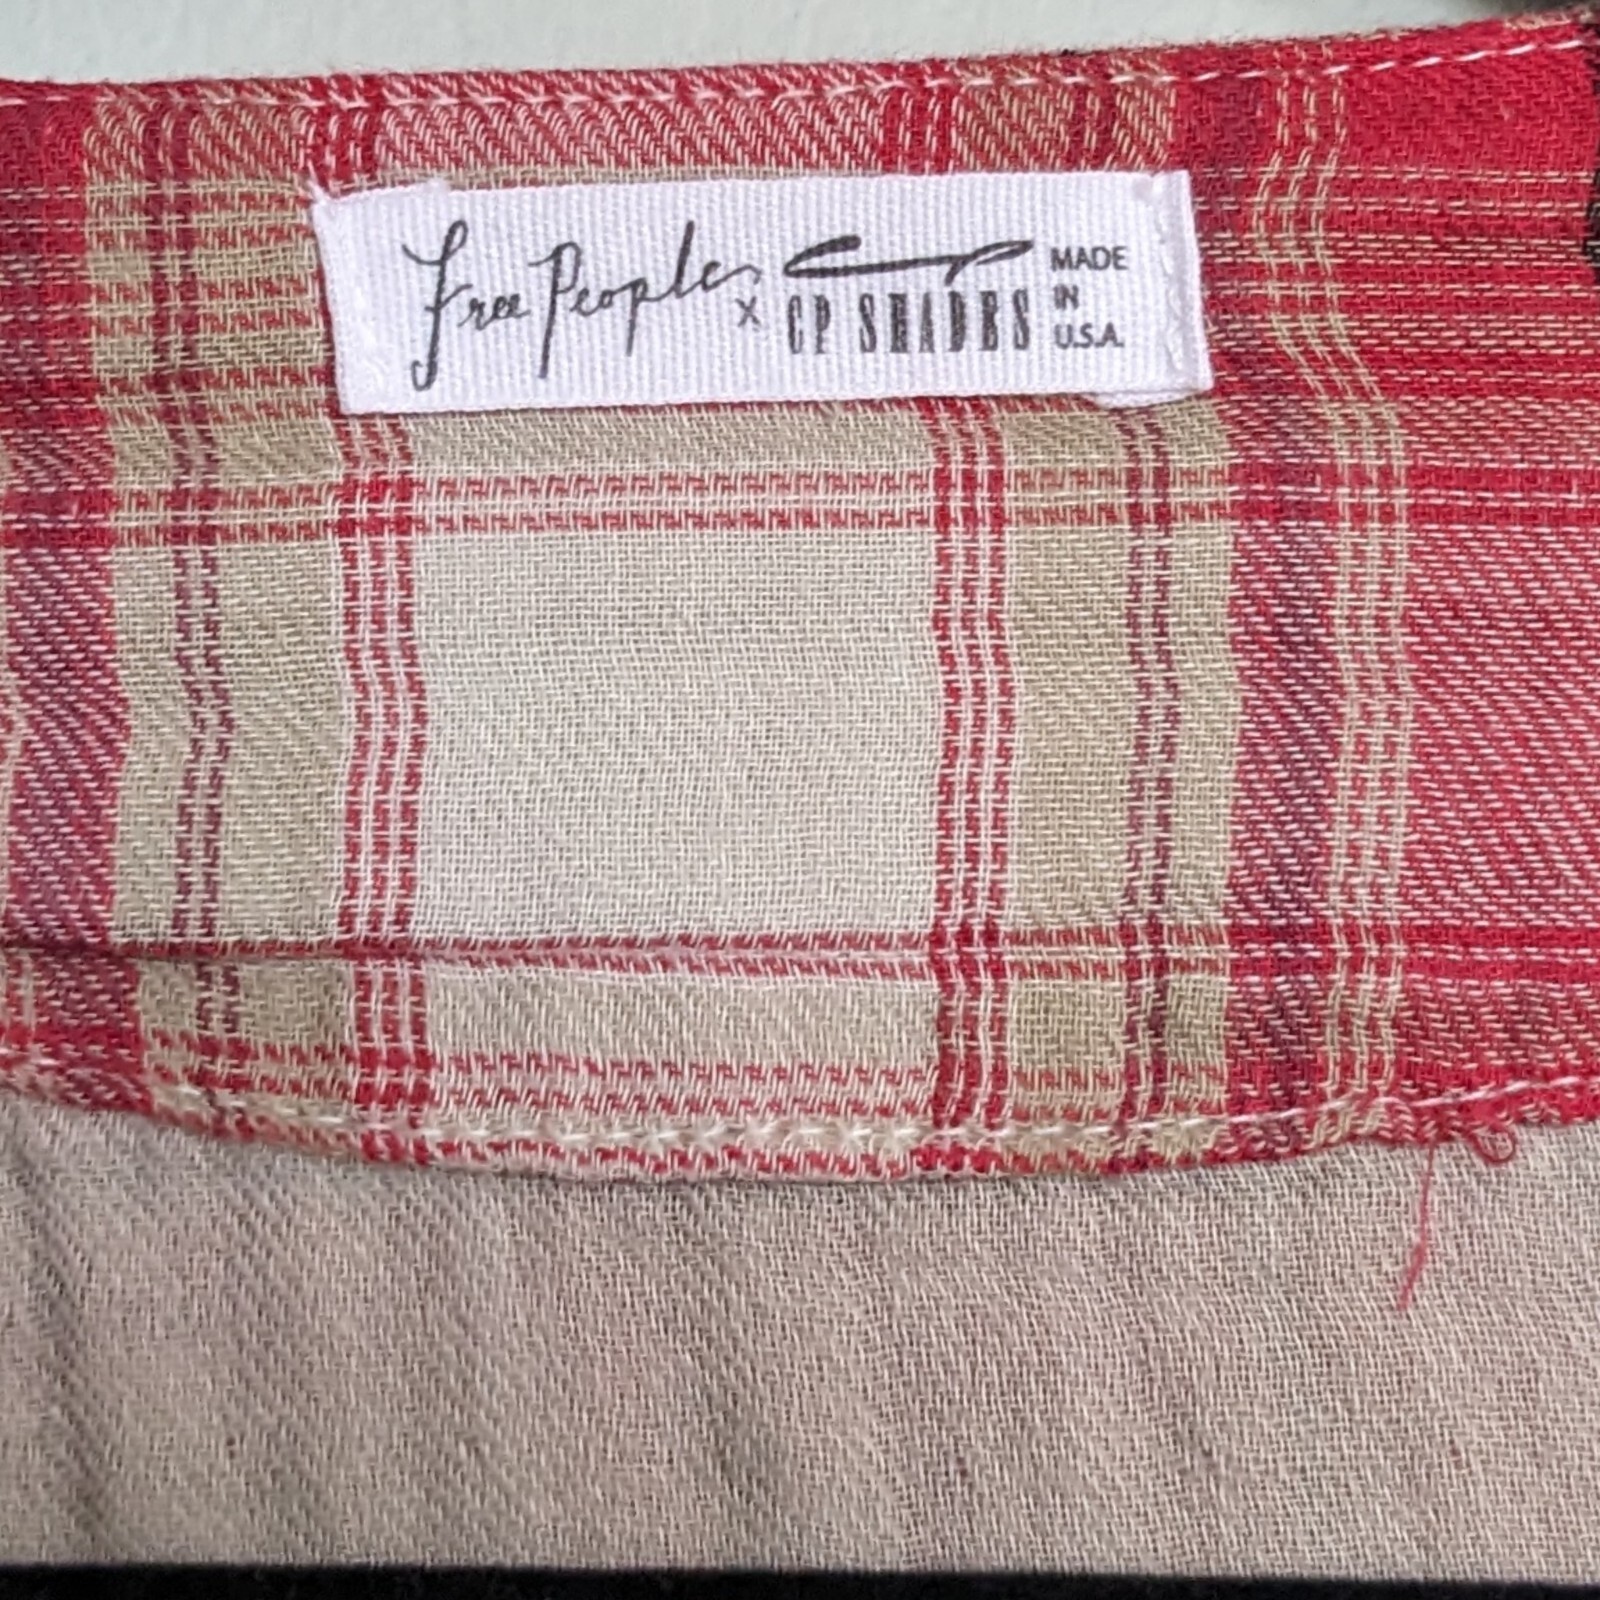 Free People
x
CP SHADES
MADE
IN
U.S.A.